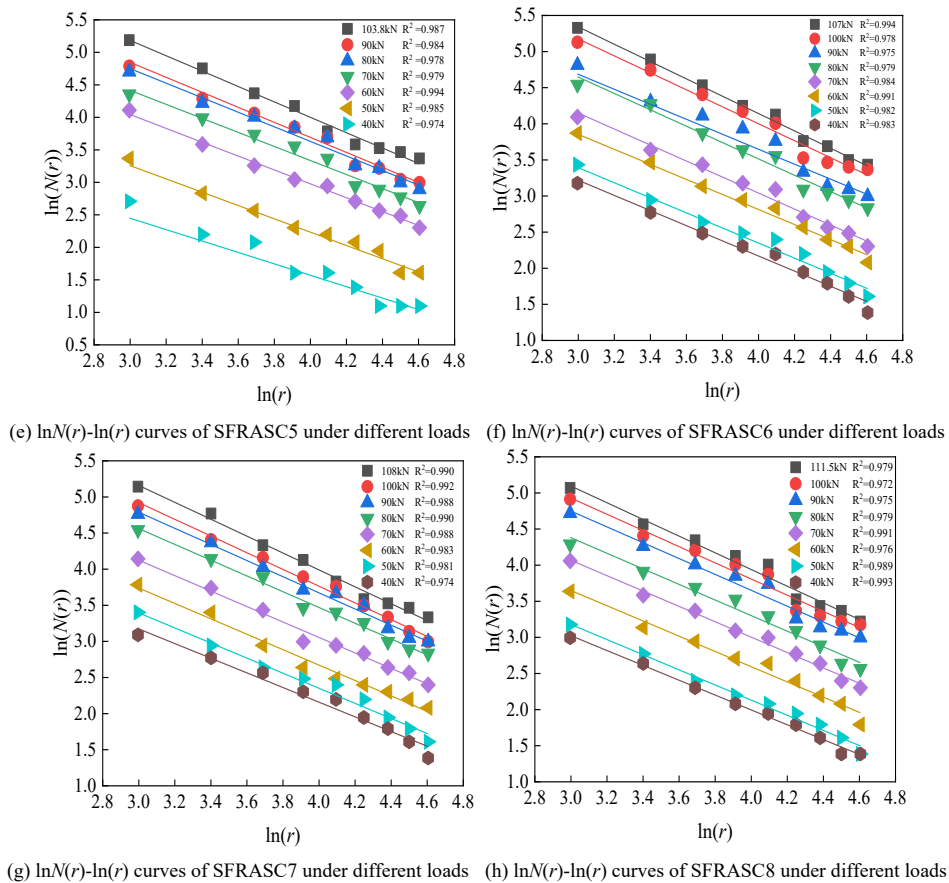 5.5
5.0
4.5
4.0
3.5
3.0
2.5
2.0
1.5
1.0
0.5
ln(N(r))
103.8kN R²=0.987
90kN R²=0.984
80kN R²=0.978
70kN R²=0.979
60kN R²=0.994
50kN R²=0.985
40kN R²=0.974
2.8 3.0 3.2 3.4 3.6 3.8 4.0 4.2 4.4 4.6 4.8
ln(r)
(e) lnN(r)-ln(r) curves of SFRASC5 under different loads
5.5
5.0
4.5
4.0
3.5
3.0
2.5
2.0
1.5
1.0
ln(N(r))
107kN R²=0.994
100kN R²=0.978
90kN R²=0.975
80kN R²=0.979
70kN R²=0.984
60kN R²=0.991
50kN R²=0.982
40kN R²=0.983
2.8 3.0 3.2 3.4 3.6 3.8 4.0 4.2 4.4 4.6 4.8
ln(r)
(f) lnN(r)-ln(r) curves of SFRASC6 under different loads
5.5
5.0
4.5
4.0
3.5
3.0
2.5
2.0
1.5
1.0
ln(N(r))
108kN R²=0.990
100kN R²=0.992
90kN R²=0.988
80kN R²=0.990
70kN R²=0.988
60kN R²=0.983
50kN R²=0.981
40kN R²=0.974
2.8 3.0 3.2 3.4 3.6 3.8 4.0 4.2 4.4 4.6 4.8
ln(r)
(g) lnN(r)-ln(r) curves of SFRASC7 under different loads
5.5
5.0
4.5
4.0
3.5
3.0
2.5
2.0
1.5
1.0
ln(N(r))
111.5kN R²=0.979
100kN R²=0.972
90kN R²=0.975
80kN R²=0.979
70kN R²=0.991
60kN R²=0.976
50kN R²=0.989
40kN R²=0.993
2.8 3.0 3.2 3.4 3.6 3.8 4.0 4.2 4.4 4.6 4.8
ln(r)
(h) lnN(r)-ln(r) curves of SFRASC8 under different loads